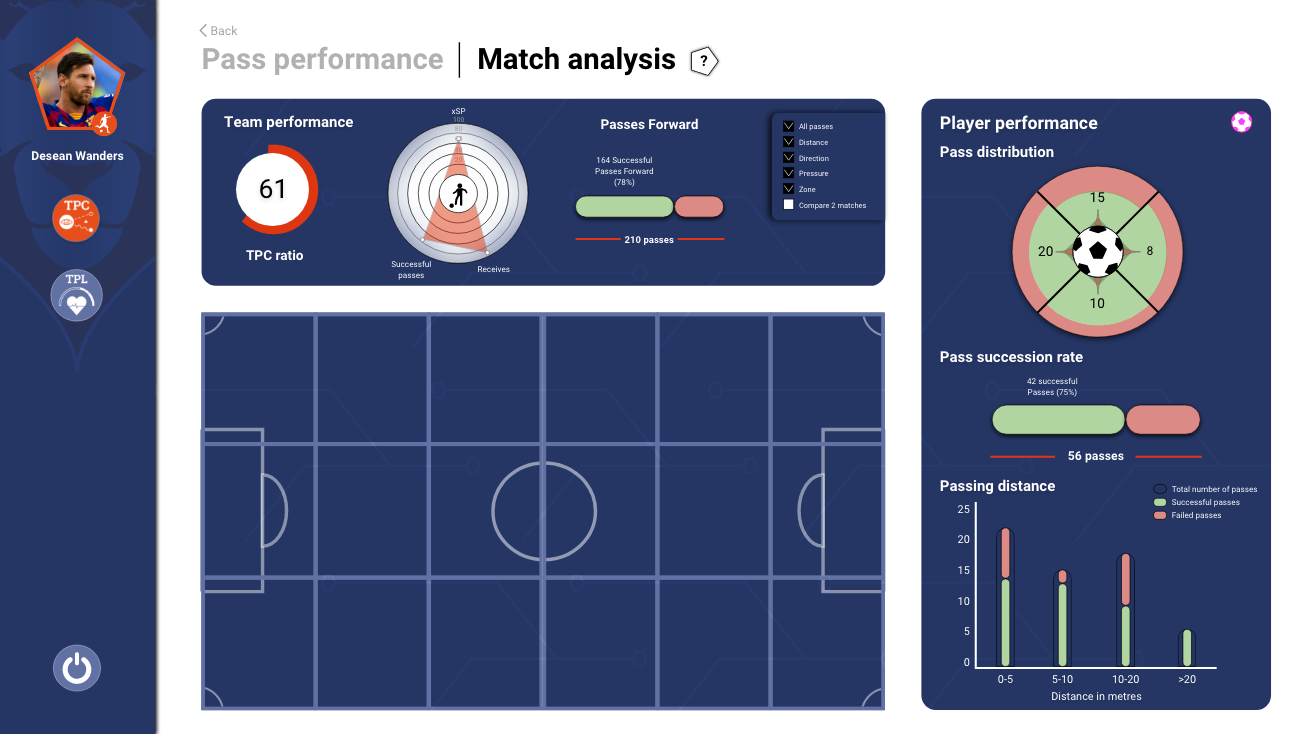 Back
Pass performance
Match analysis ?
Desean Wanders
TPC
TPL
Team performance
61
TPC ratio
xSP
100
80
Successful
passes
Receives
Passes Forward
164 Successful
Passes Forward
(78%)
210 passes
All passes
Distance
Direction
Pressure
Zone
Compare 2 matches
Player performance
Pass distribution
15
20
8
10
Pass succession rate
42 successful
Passes (75%)
56 passes
Passing distance
Total number of passes
Successful passes
Failed passes
25
20
15
10
5
0
0-5
5-10
10-20
>20
Distance in metres